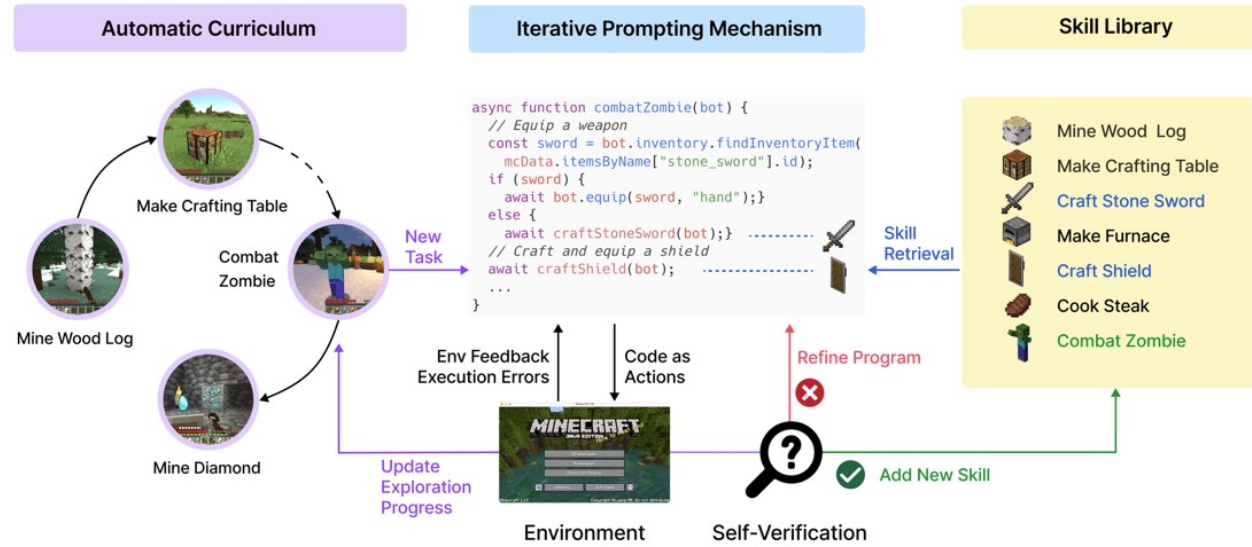 Automatic Curriculum
Iterative Prompting Mechanism
Skill Library
Make Crafting Table
Combat
Zombie
Mine Wood Log
Mine Diamond
New
Task
async function combatZombie(bot) {
// Equip a weapon
const sword = bot.inventory.findInventoryItem(
mcData.itemsByName["stone_sword"].id);
if (sword) {
await bot.equip(sword, "hand");}
else {
await craftStoneSword(bot);}
// Craft and equip a shield
await craftShield(bot);
...
}
Skill
Retrieval
Mine Wood Log
Make Crafting Table
Craft Stone Sword
Make Furnace
Craft Shield
Cook Steak
Combat Zombie
Env Feedback
Execution Errors
Code as
Actions
Refine Program
Update
Exploration
Progress
MINECRAFT
JAVA EDITION
?
Add New Skill
Environment
Self-Verification